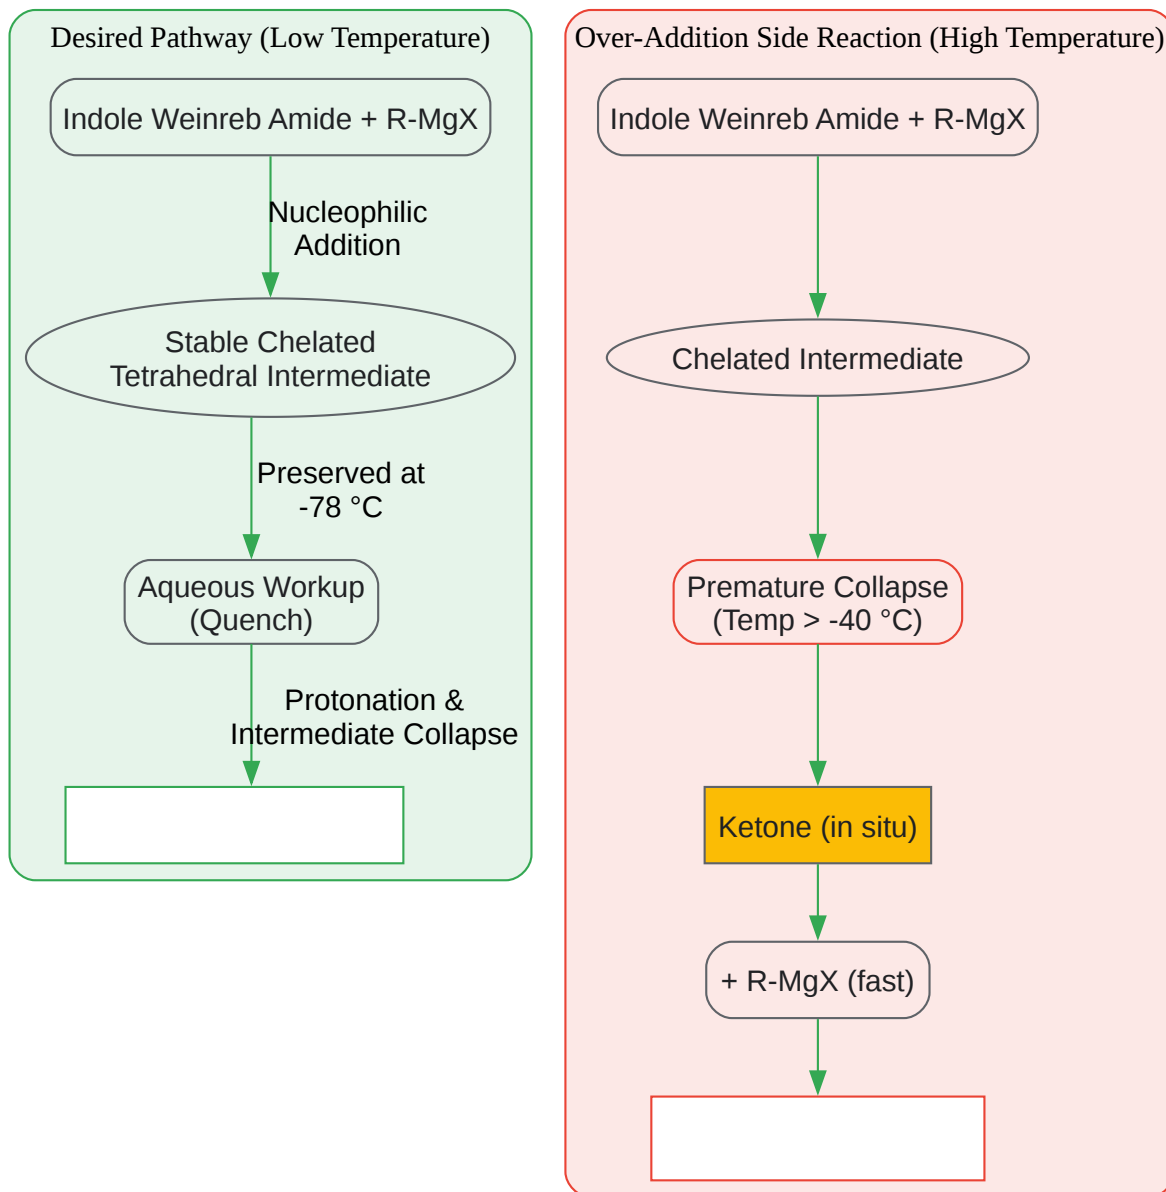 Desired Pathway (Low Temperature)
Indole Weinreb Amide + R-MgX
Nucleophilic
Addition
Stable Chelated
Tetrahedral Intermediate
Preserved at
-78 °C
Aqueous Workup
(Quench)
Protonation &
Intermediate Collapse
Over-Addition Side Reaction (High Temperature)
Indole Weinreb Amide + R-MgX
Chelated Intermediate
Premature Collapse
(Temp > -40 °C)
Ketone (in situ)
+ R-MgX (fast)